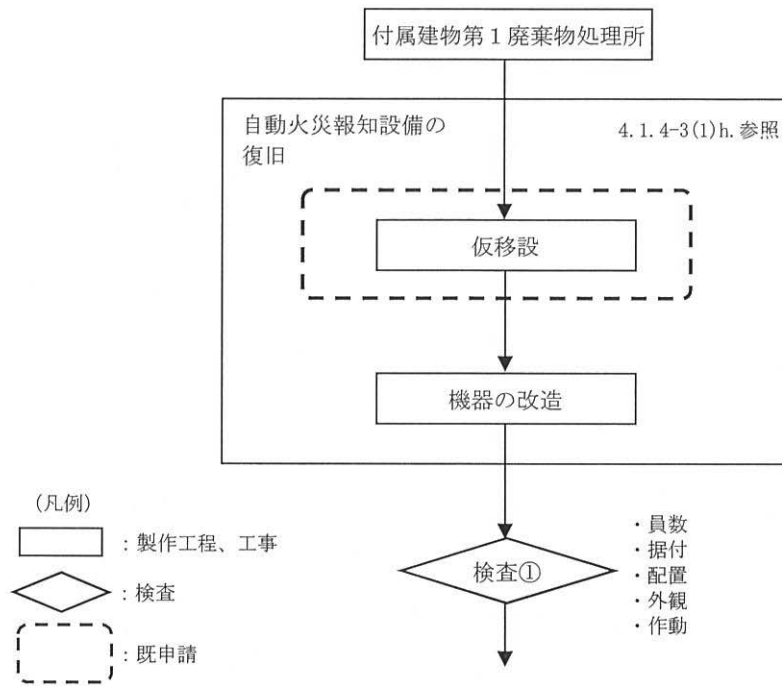 付属建物第１廃棄物処理所
自動火災報知設備の
復旧
4.1.4-3(1)h.参照
仮移設
機器の改造
検査①
・員数
・据付
・配置
・外観
・作動
(凡例)
：製作工程、工事
：検査
：既申請